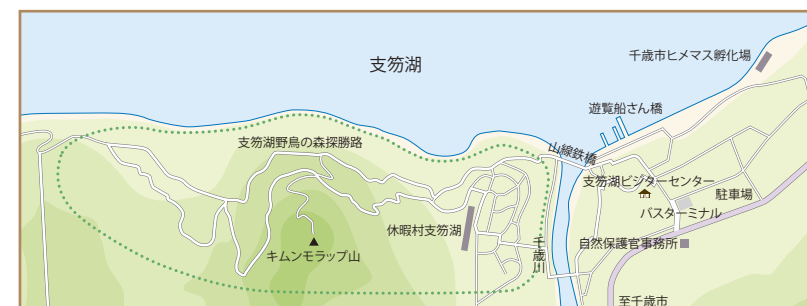 支笏湖
千歳市ヒメマス孵化場
遊覧船さん橋
支笏湖野鳥の森探勝路
山線鉄橋
支笏湖ビジターセンター
駐車場
バスターミナル
休暇村支笏湖
千歳川
自然保護官事務所
キムンモラップ山
至千歳市